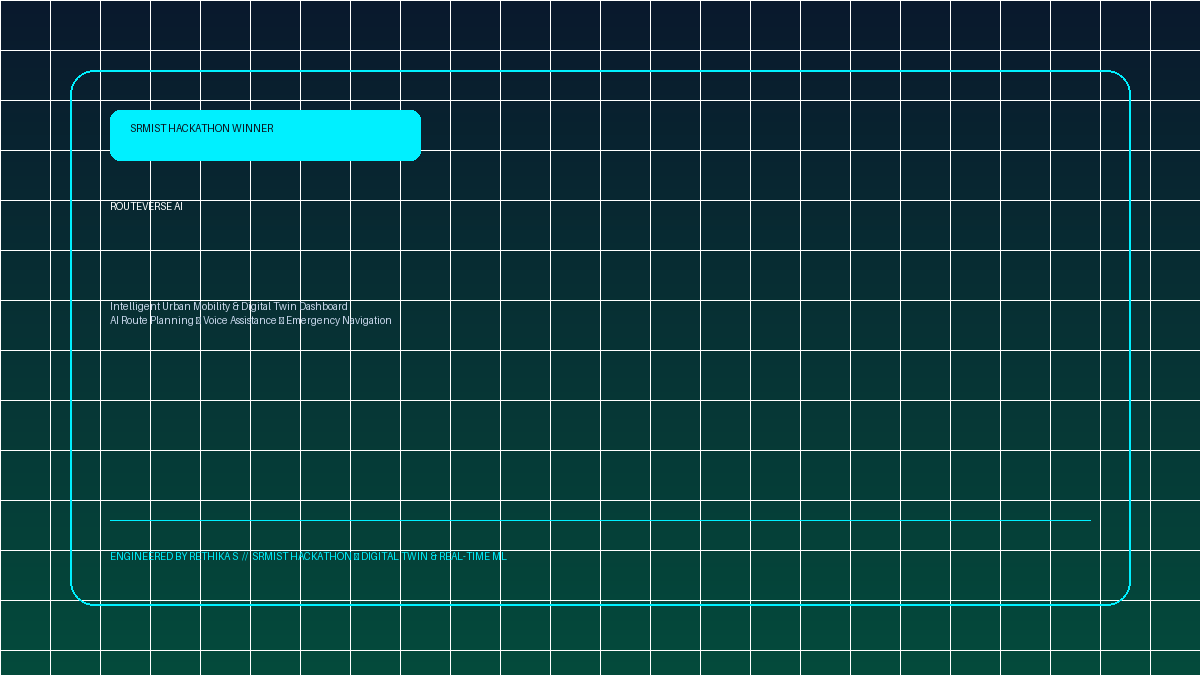 SRMIST HACKATHON WINNER
ROUTEVERSE AI
Intelligent Urban Mobility & Digital Twin Dashboard
AI Route Planning ▯ Voice Assistance ▯ Emergency Navigation
ENGINEERED BY RETHIKA S // SRMIST HACKATHON ▯ DIGITAL TWIN & REAL-TIME ML